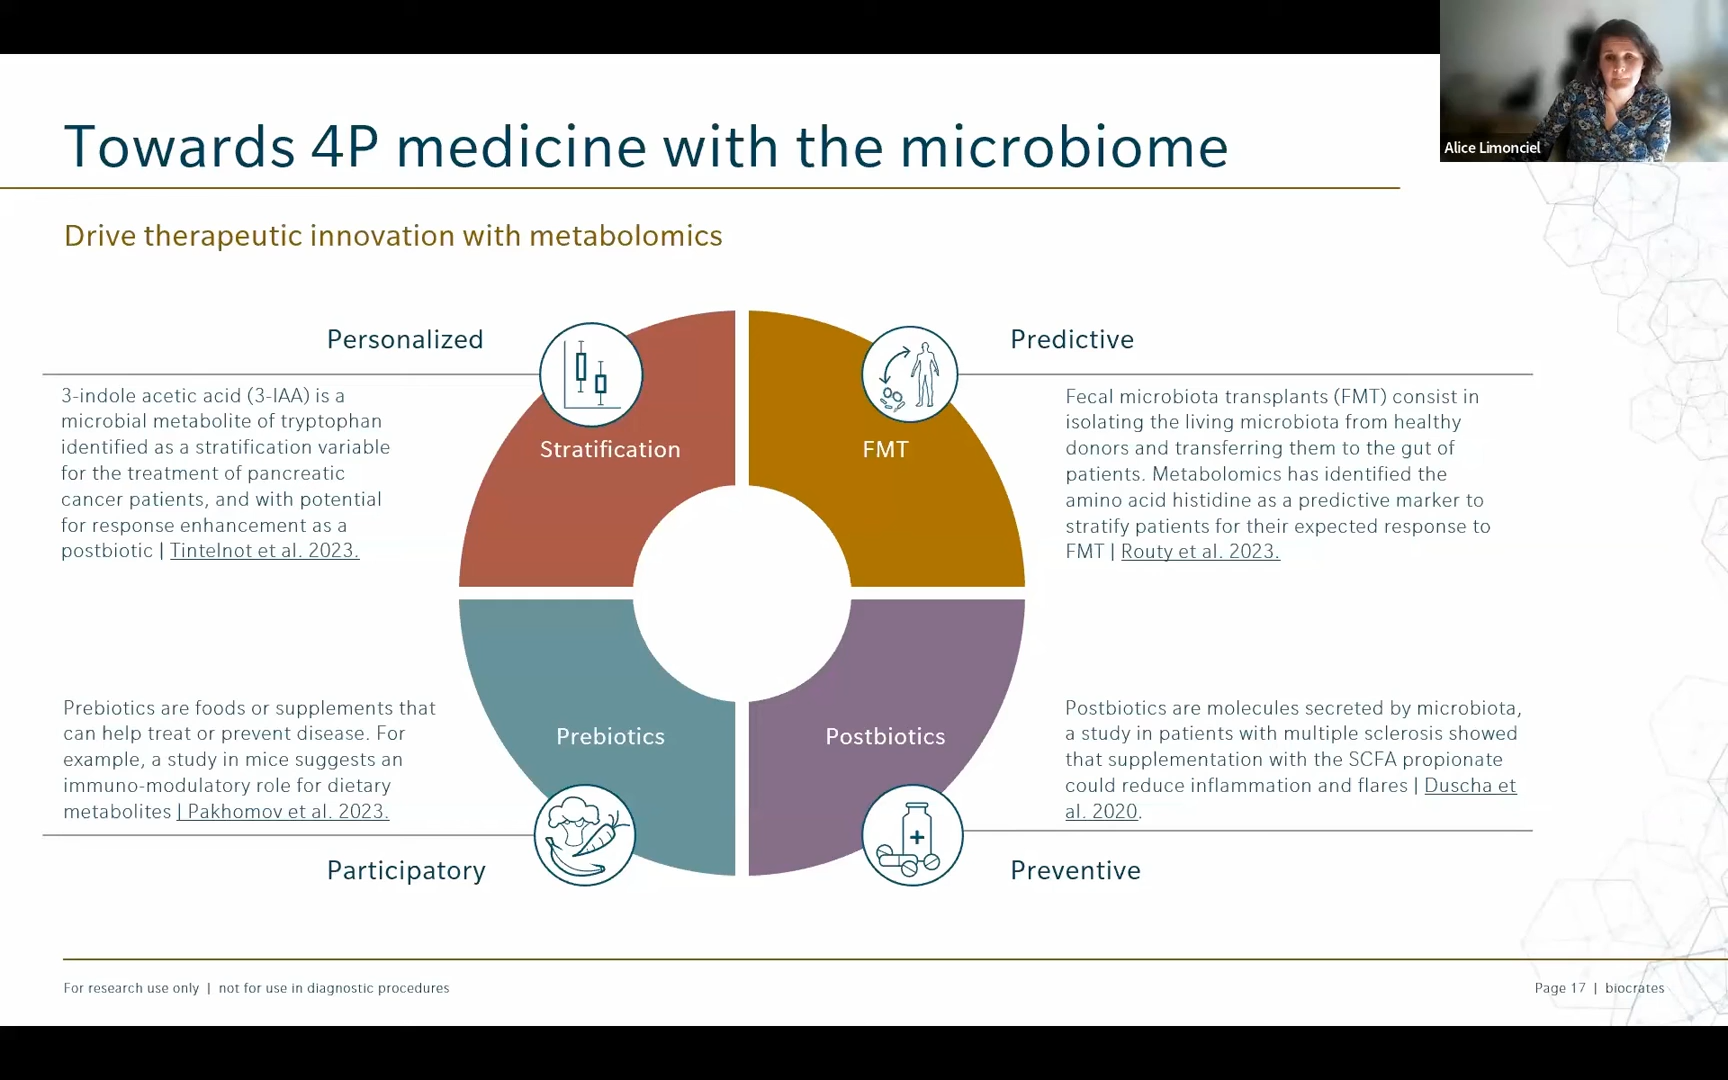 Alice Limonciel
Towards 4P medicine with the microbiome
Drive therapeutic innovation with metabolomics
Personalized
3-indole acetic acid (3-IAA) is a
microbial metabolite of tryptophan
identified as a stratification variable
for the treatment of pancreatic
cancer patients, and with potential
for response enhancement as a
postbiotic | Tintelnot et al. 2023.
Stratification
FMT
Predictive
Fecal microbiota transplants (FMT) consist in
isolating the living microbiota from healthy
donors and transferring them to the gut of
patients. Metabolomics has identified the
amino acid histidine as a predictive marker to
stratify patients for their expected response to
FMT | Routy et al. 2023.
Prebiotics are foods or supplements that
can help treat or prevent disease. For
example, a study in mice suggests an
immuno-modulatory role for dietary
metabolites | Pakhomov et al. 2023.
Participatory
Prebiotics
Postbiotics
Postbiotics are molecules secreted by microbiota,
a study in patients with multiple sclerosis showed
that supplementation with the SCFA propionate
could reduce inflammation and flares | Duscha et
al. 2020.
Preventive
For research use only | not for use in diagnostic procedures
Page 17 | biocrates